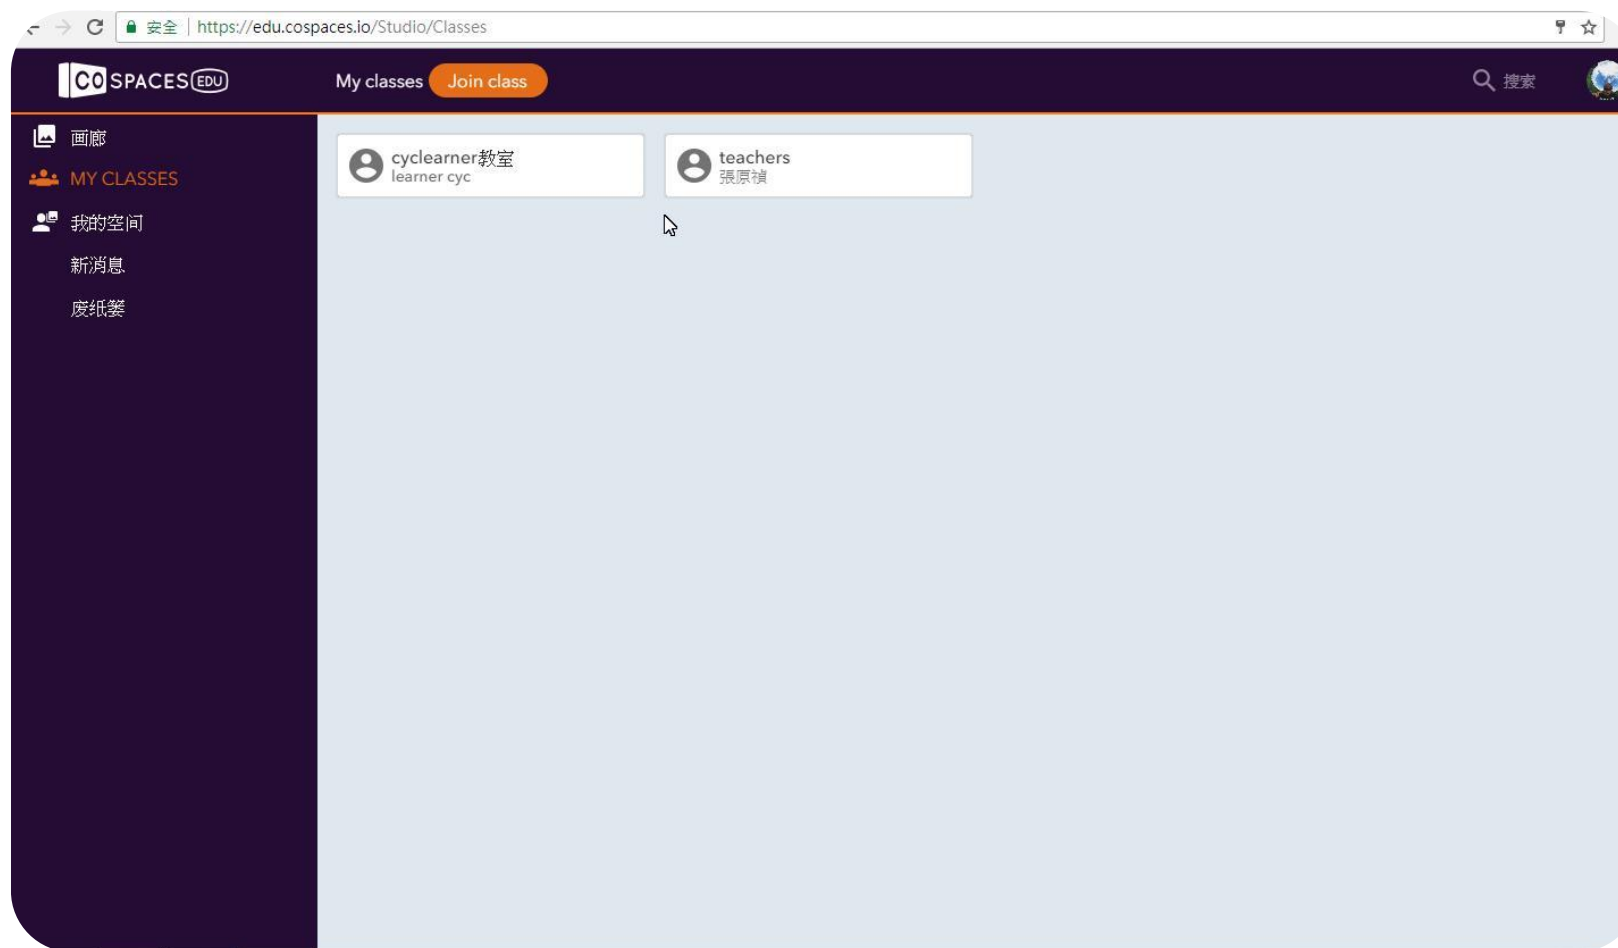 安全 | https://edu.cospaces.io/Studio/Classes
COSPACES EDU
My classes Join class
搜索
画廊
MY CLASSES
我的空间
新消息
废纸篓
cyclearner教室
learner cyc
teachers
張原禎